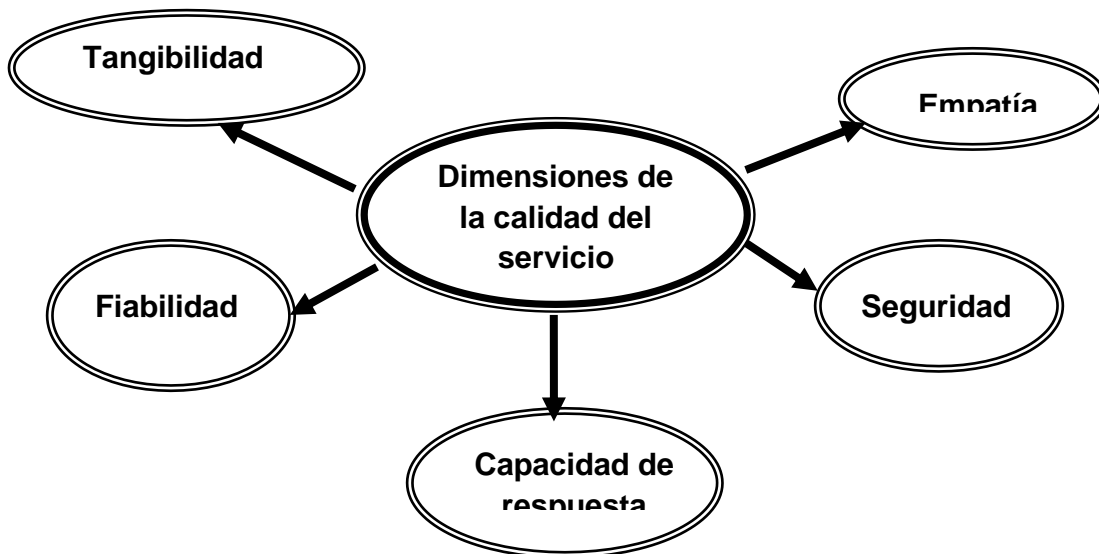 Tangibilidad
Empatía
Dimensiones de
la calidad del
servicio
Fiabilidad
Seguridad
Capacidad de
respuesta